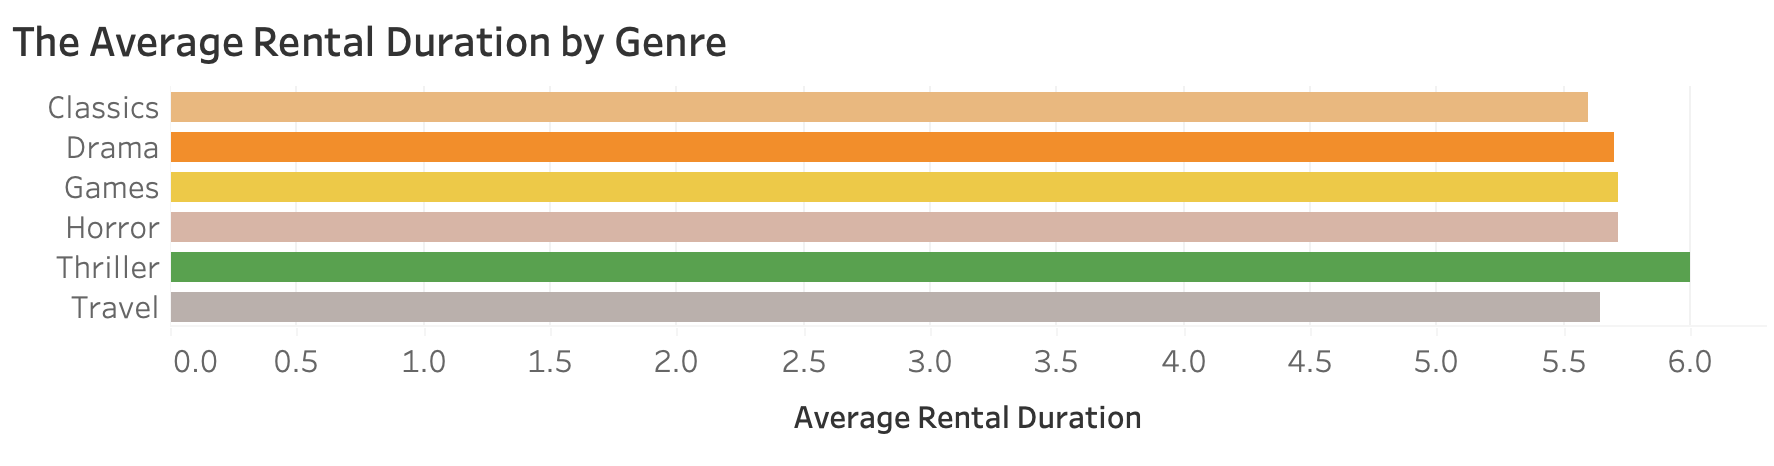 The Average Rental Duration by Genre
Classics
Drama
Games
Horror
Thriller
Travel
0.0 0.5 1.0 1.5 2.0 2.5 3.0 3.5 4.0 4.5 5.0 5.5 6.0
Average Rental Duration